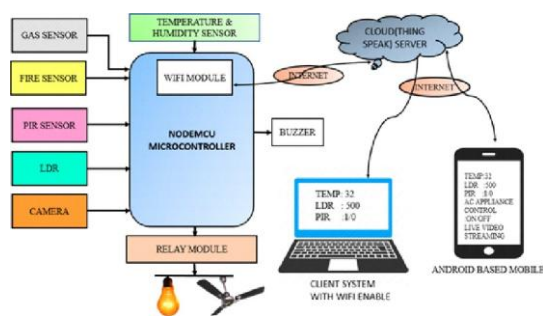 GAS SENSOR
FIRE SENSOR
PIR SENSOR
LDR
CAMERA
TEMPERATURE &
HUMIDITY SENSOR
WIFI MODULE
NODEMCU
MICROCONTROLLER
BUZZER
RELAY MODULE
INTERNET
CLOUD(THING
SPEAK) SERVER
INTERNET
TEMP: 32
LDR : 500
PIR :1/0
CLIENT SYSTEM
WITH WIFI ENABLE
TEMP:32
LDR :500
PIR :1/0
AC APPLIANCE
CONTROL
ON OFF
LIVE VIDEO
STREAMING
ANDROID BASED MOBILE